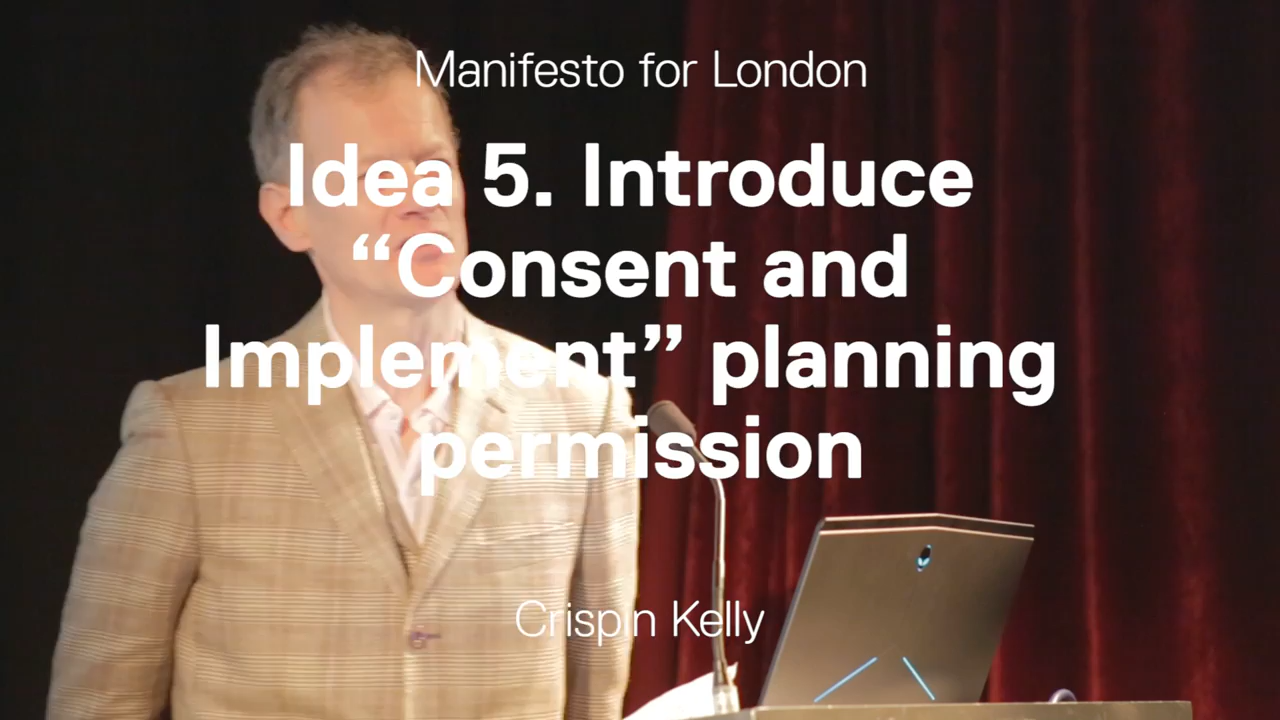 Manifesto for London
Idea 5. Introduce
“Consent and
Implement” planning
permission
Crispin Kelly